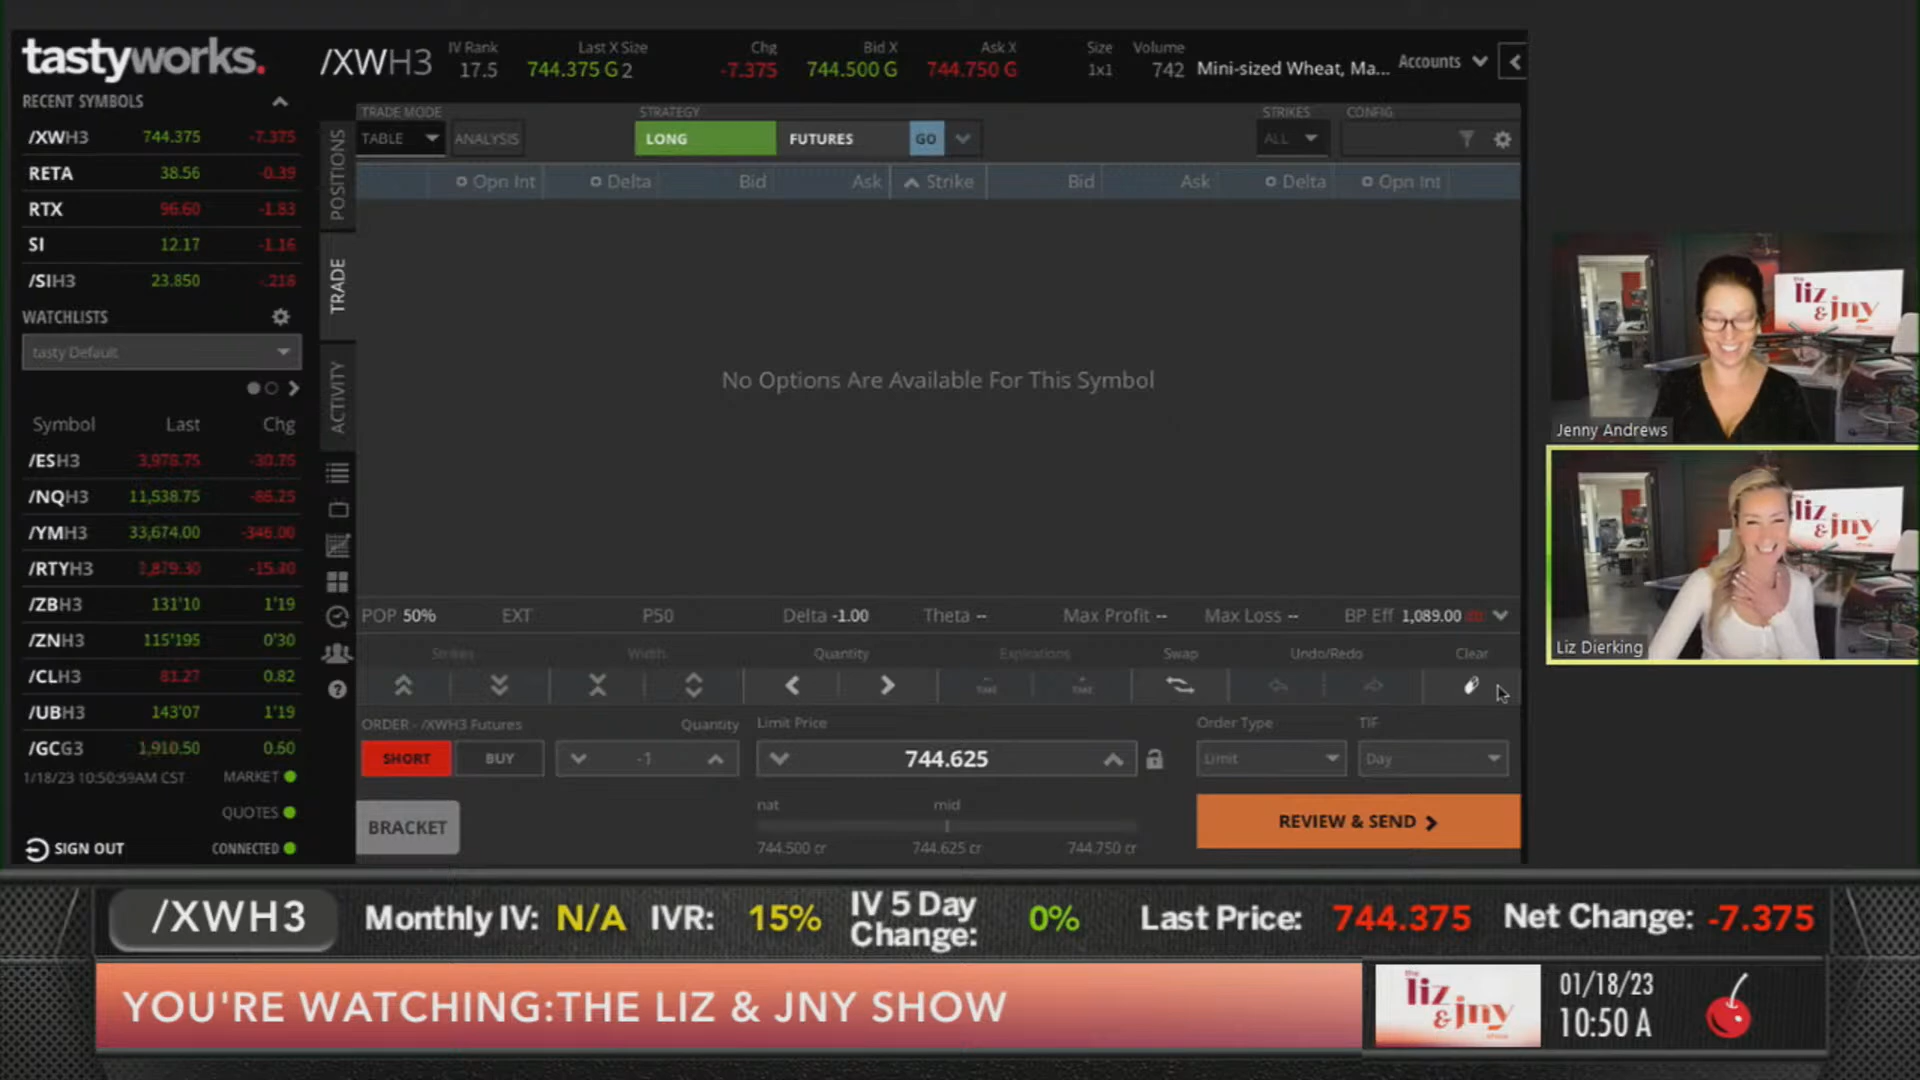 tastyworks.
/XWH3
IV Rank
17.5
Last X Size
744.375 G 2
Chg
-7.375
Bid X
744.500 G
Ask X
744.750 G
Size
1x1
Volume
742
Mini-sized Wheat, Ma...
Accounts
RECENT SYMBOLS
/XWH3 744.375 -7.375
RETA 38.56 -0.39
RTX 96.60 -1.83
SI 12.17 -1.16
/SIH3 23.850 -.216
WATCHLISTS
tasty Default
Symbol Last Chg
/ESH3 3,978.75 -30.75
/NQH3 11,538.75 -86.25
/YMH3 33,674.00 -346.00
/RTYH3 1,879.30
/ZBH3 131'10 1'19
/ZNH3 115'195 0'30
/CLH3 81.27 0.82
/UBH3 143'07 1'19
/GCG3 1,910.50 0.60
1/18/23 10:50:59AM CST
MARKET
QUOTES
SIGN OUT
CONNECTED
POSITIONS
TRADE
ACTIVITY
TRADE MODE
TABLE
ANALYSIS
STRATEGY
LONG
FUTURES
GO
STRIKES
ALL
CONFIG
Opn Int Delta Bid Ask Strike Bid Ask Delta Opn Int
No Options Are Available For This Symbol
POP 50% EXT P50 Delta -1.00 Theta -- Max Profit -- Max Loss -- BP Eff 1,089.00
Strikes Width Quantity Expirations Swap Undo/Redo Clear
TIME TIME
ORDER - /XWH3 Futures
Quantity
Limit Price
Order Type
TIF
SHORT
BUY
-1
744.625
Limit
Day
BRACKET
nat mid
744.500 cr 744.625 cr 744.750 cr
REVIEW & SEND
the
liz
& jny
Jenny Andrews
liz
& jny
Liz Dierking
/XWH3
Monthly IV: N/A
IVR: 15%
IV 5 Day
Change: 0%
Last Price: 744.375
Net Change: -7.375
YOU'RE WATCHING:THE LIZ & JNY SHOW
the
liz
& jny
show
01/18/23
10:50 A